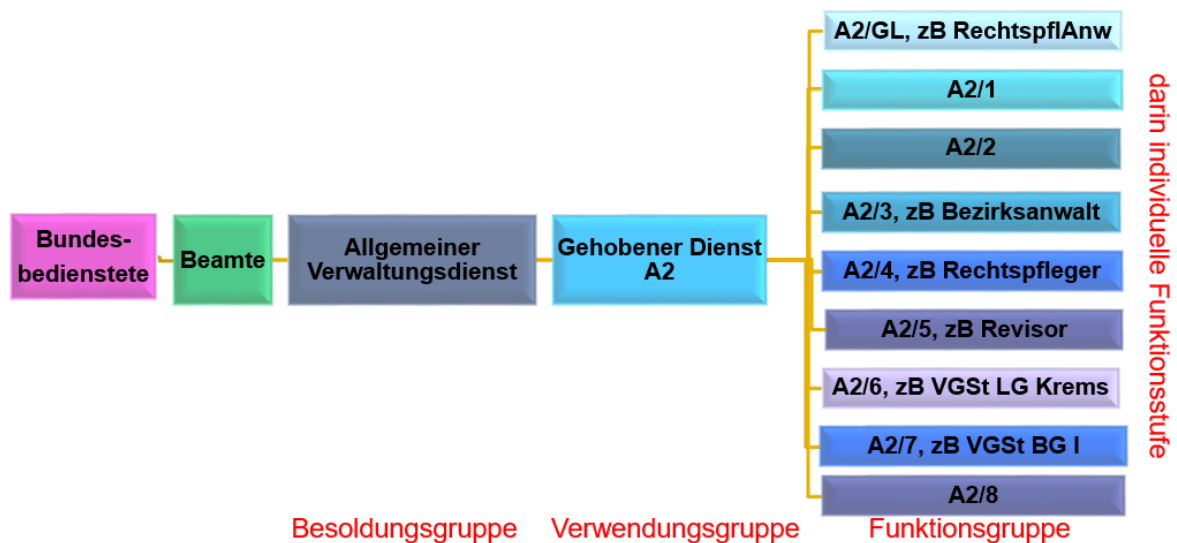 Bundes-
bedienstete
Beamte
Allgemeiner
Verwaltungsdienst
Gehobener Dienst
A2
A2/GL, zB RechtspflAnw
A2/1
A2/2
A2/3, zB Bezirksanwalt
A2/4, zB Rechtspfleger
A2/5, zB Revisor
A2/6, zB VGSt LG Krems
A2/7, zB VGSt BG I
A2/8
darin individuelle Funktionsstufe
Besoldungsgruppe
Verwendungsgruppe
Funktionsgruppe